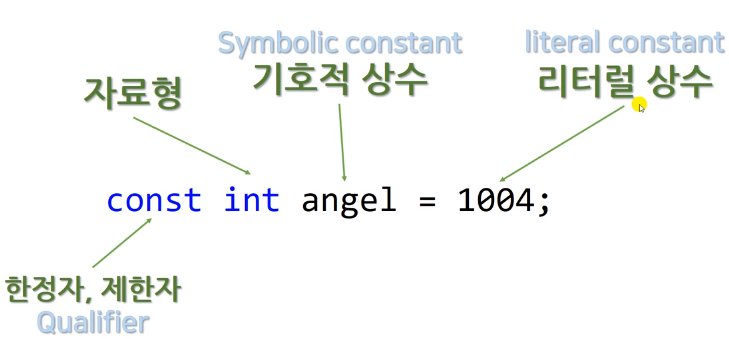 Symbolic constant
literal constant
자료형
기호적 상수
리터럴 상수
const int angel = 1004;
한정자, 제한자
Qualifier